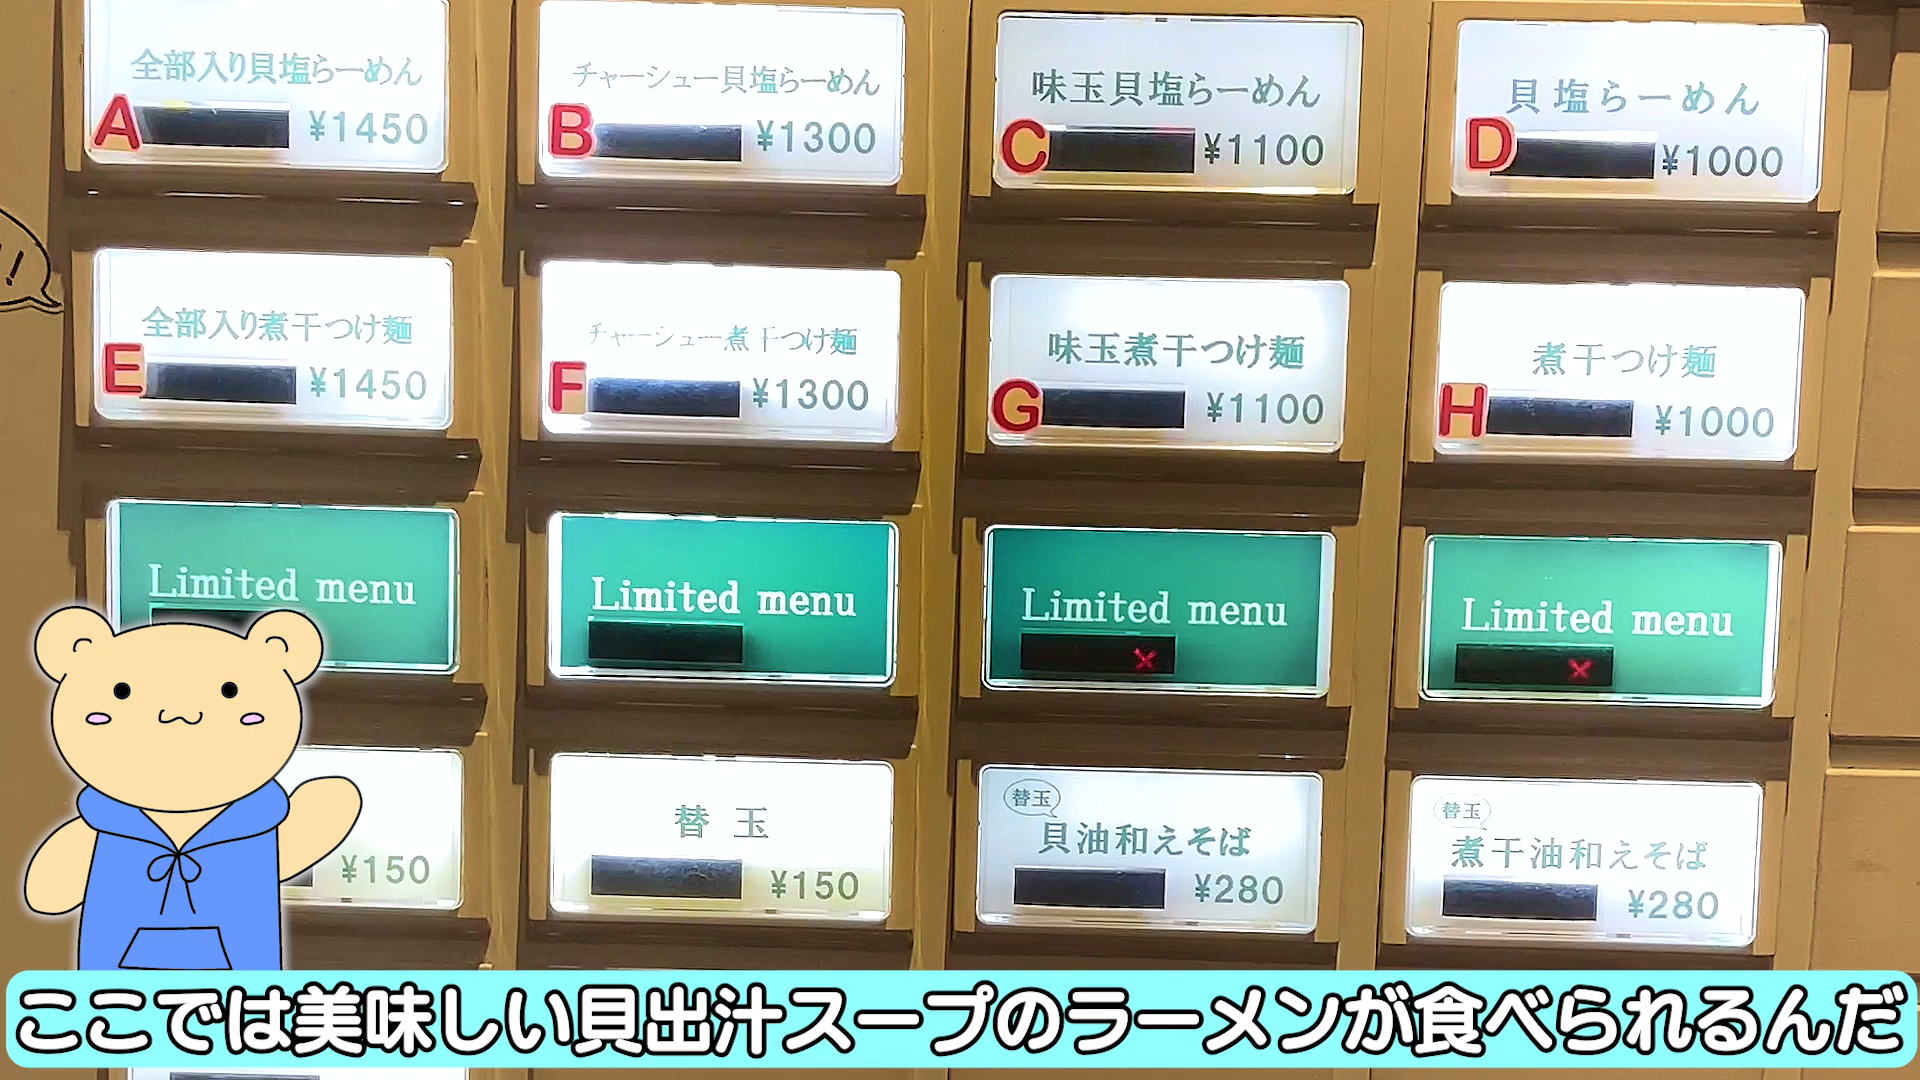 全部入り貝塩らーめん
A ¥1450
チャーシュー貝塩らーめん
B ¥1300
味玉貝塩らーめん
C ¥1100
貝塩らーめん
D ¥1000
!
全部入り煮干つけ麺
E ¥1450
チャーシュー煮干つけ麺
F ¥1300
味玉煮干つけ麺
G ¥1100
煮干つけ麺
H ¥1000
Limited menu
Limited menu
Limited menu
×
Limited menu
×
¥150
替玉
¥150
替玉
貝油和えそば
¥280
替玉
煮干油和えそば
¥280
ここでは美味しい貝出汁スープのラーメンが食べられるんだ